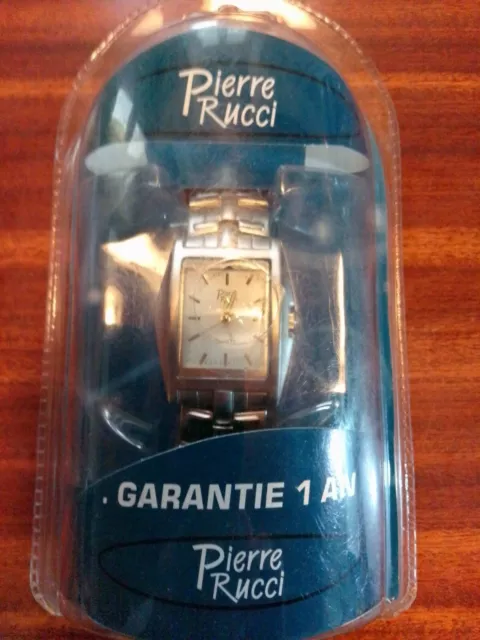 Pierre
Rucci
. GARANTIE 1 AN
Pierre
Rucci